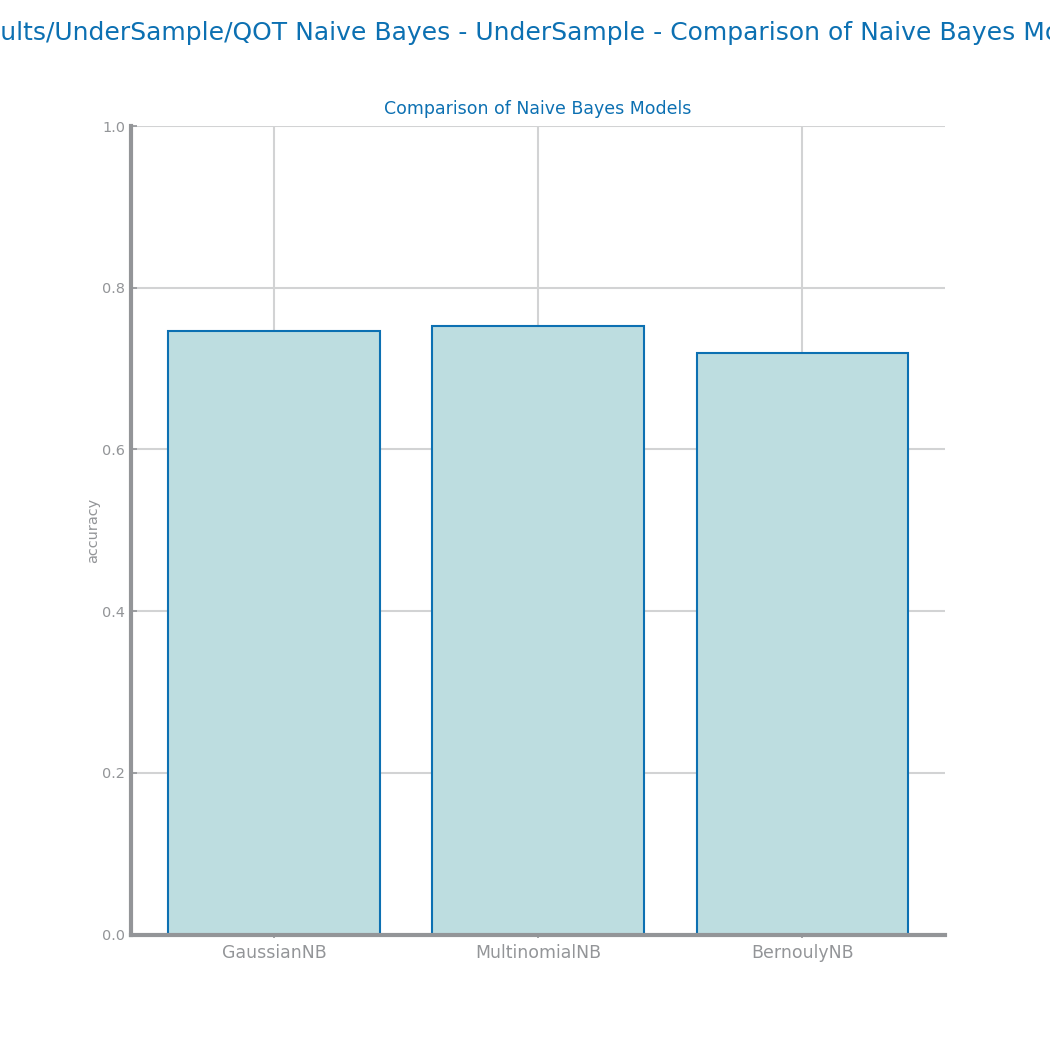 ults/UnderSample/QOT Naive Bayes - UnderSample - Comparison of Naive Bayes Mo
Comparison of Naive Bayes Models
1.0
0.8
0.6
accuracy
0.4
0.2
0.0
GaussianNB MultinomialNB BernoulyNB